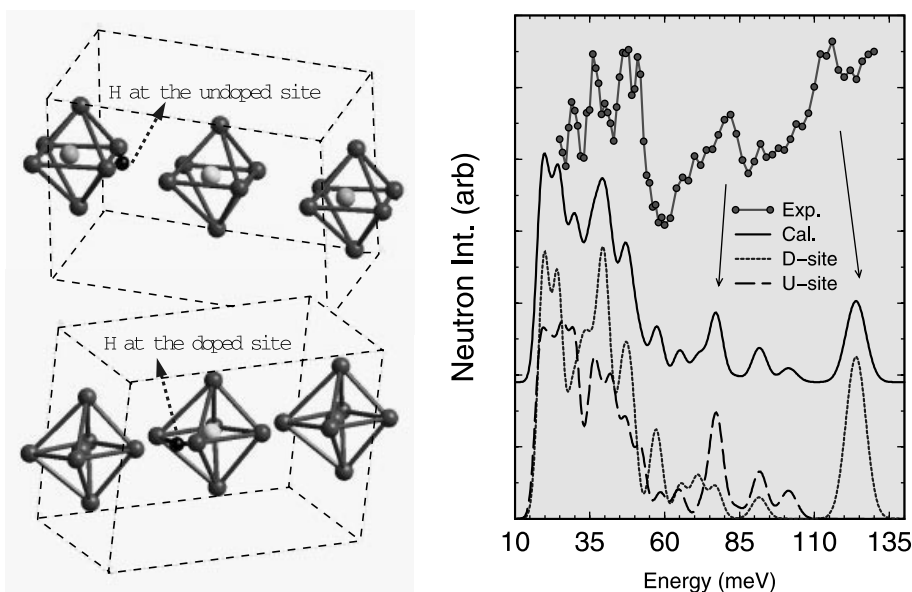 H at the undoped site
H at the doped site
Neutron Int. (arb)
Exp.
Cal.
D-site
U-site
10 35 60 85 110 135
Energy (meV)